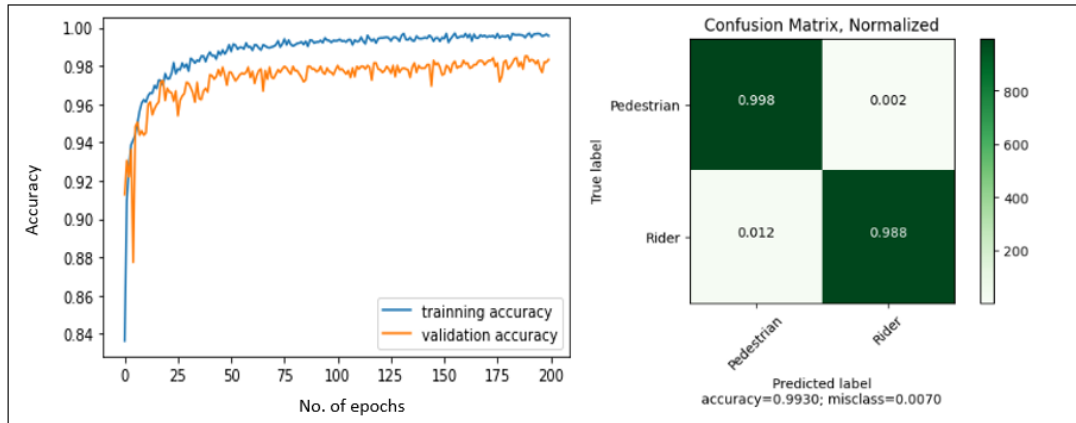 1.00
0.98
0.96
0.94
0.92
0.90
0.88
0.86
0.84
Accuracy
trainning accuracy
validation accuracy
0 25 50 75 100 125 150 175 200
No. of epochs
Confusion Matrix, Normalized
True label
Pedestrian 0.998 0.002
Rider 0.012 0.988
Pedestrian Rider
Predicted label
accuracy=0.9930; misclass=0.0070
800
600
400
200